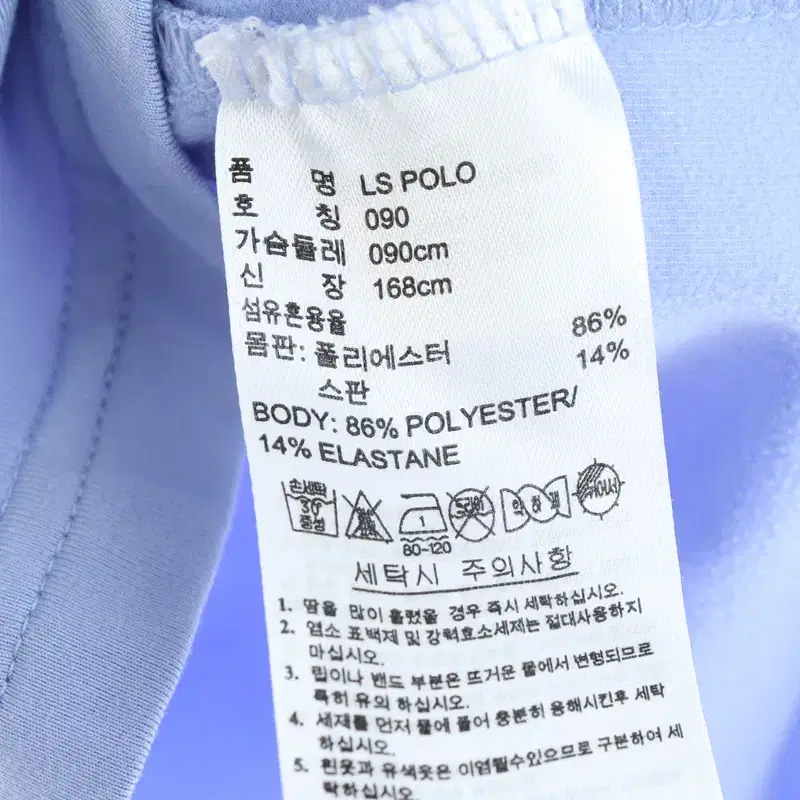 품 명 LS POLO
호 칭 090
가슴둘레 090cm
신 장 168cm
섬유혼용율
몸판: 폴리에스터 86%
스판 14%
BODY: 86% POLYESTER/
14% ELASTANE
손세탁 30 중성 드라이 약하게
80-120
세탁시 주의사항
1. 땀을 많이 흘렸을 경우 즉시 세탁하십시오.
2. 염소 표백제 및 강력효소세제는 절대사용하지
마십시오.
3. 립이나 밴드 부분은 뜨거운 물에서 변형되므로
특히 유의 하십시오.
4. 세제를 먼저 물에 풀어 충분히 용해시킨후 세탁
하십시오.
5. 흰옷과 유색옷은 이염될수있으므로 구분하여 세
탁하십시오.